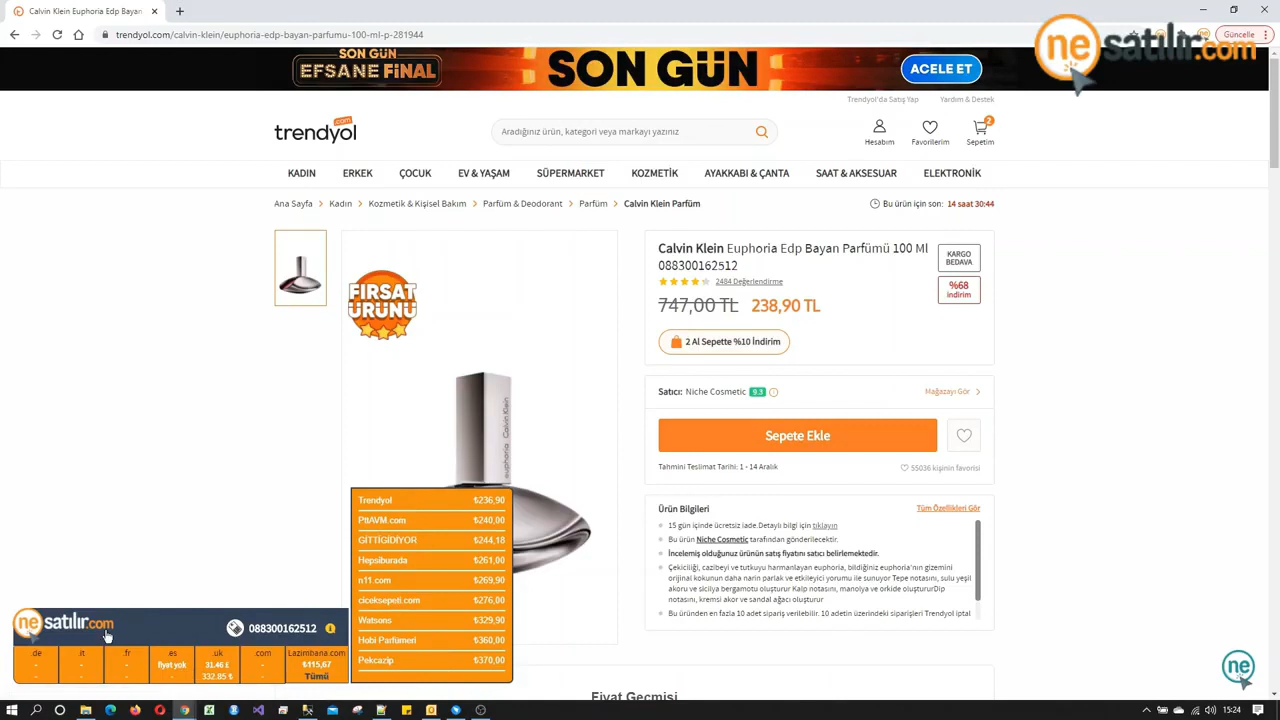 Calvin Klein Euphoria Edp Bayan
trendyol.com/calvin-klein/euphoria-edp-bayan-parfumu-100-ml-p-281944
Güncelle
ne satılır.com
SON GÜN
EFSANE FİNAL
SON GÜN
ACELE ET
Trendyol'da Satış Yap
Yardım & Destek
trendyol
.com
Aradığınız ürün, kategori veya markayı yazınız
2
Hesabım
Favorilerim
Sepetim
KADIN
ERKEK
ÇOCUK
EV & YAŞAM
SÜPERMARKET
KOZMETİK
AYAKKABI & ÇANTA
SAAT & AKSESUAR
ELEKTRONİK
Ana Sayfa > Kadın > Kozmetik & Kişisel Bakım > Parfüm & Deodorant > Parfüm > Calvin Klein Parfüm
Bu ürün için son: 14 saat 30:44
FIRSAT
ÜRÜNÜ
Calvin Klein
euphoria
Calvin Klein Euphoria Edp Bayan Parfümü 100 Ml
088300162512
KARGO
BEDAVA
2484 Değerlendirme
%68
indirim
747,00 TL 238,90 TL
2 Al Sepette %10 İndirim
Satıcı: Niche Cosmetic 9.3
Mağazayı Gör
Sepete Ekle
Tahmini Teslimat Tarihi: 1 - 14 Aralık
55036 kişinin favorisi
Ürün Bilgileri
Tüm Özellikleri Gör
15 gün içinde ücretsiz iade.Detaylı bilgi için tıklayın
Bu ürün Niche Cosmetic tarafından gönderilecektir.
İncelemiş olduğunuz ürünün satış fiyatını satıcı belirlemektedir.
Çekiciliği, cazibeyi ve tutkuyu harmanlayan euphoria, bildiğiniz euphoria'nın gizemini
orijinal kokunun daha narin parlak ve etkileyici yorumu ile sunuyor Tepe notasını, sulu yeşil
akoru ve sicilya bergamotu oluşturur Kalp notasını, manolya ve orkide oluştururDip
notasını, kremsi akor ve sandal ağacı oluşturur
Bu üründen en fazla 10 adet sipariş verilebilir. 10 adetin üzerindeki siparişleri Trendyol iptal
Trendyol ₺236,90
PttAVM.com ₺240,00
GİTTİGİDİYOR ₺244,18
Hepsiburada ₺261,00
n11.com ₺269,90
ciceksepeti.com ₺276,00
Watsons ₺329,90
Hobi Parfümeri ₺360,00
Pekcazip ₺370,00
ne satılır.com
088300162512
.de .it .fr .es .uk .com Lazimbana.com
- - - fiyat yok 31.46 £ - ₺115,67
- - - - 332.85 ₺ - Tümü
Fiyat Geçmişi
ne
15:24